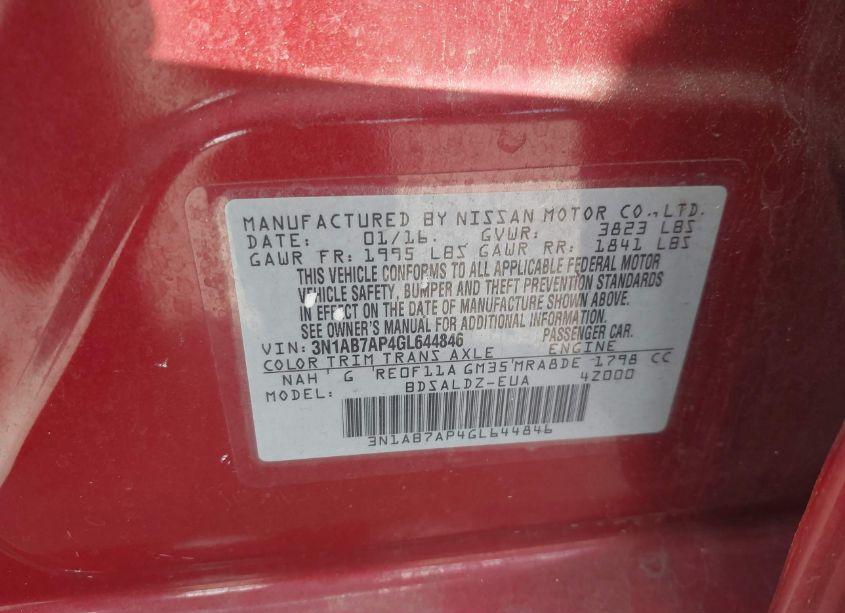 MANUFACTURED BY NISSAN MOTOR CO., LTD.
DATE: 01/16. GVWR: 3823 LBS
GAWR FR: 1995 LBS GAWR RR: 1841 LBS
THIS VEHICLE CONFORMS TO ALL APPLICABLE FEDERAL MOTOR
VEHICLE SAFETY, BUMPER AND THEFT PREVENTION STANDARDS
IN EFFECT ON THE DATE OF MANUFACTURE SHOWN ABOVE.
SEE OWNER'S MANUAL FOR ADDITIONAL INFORMATION.
VIN: 3N1AB7AP4GL644846 PASSENGER CAR.
COLOR TRIM TRANS AXLE ENGINE
NAH G RE0F11A GM35 MRA8DE 1798 CC
MODEL: BDSALDZ-EUA 4Z000
3N1AB7AP4GL644846